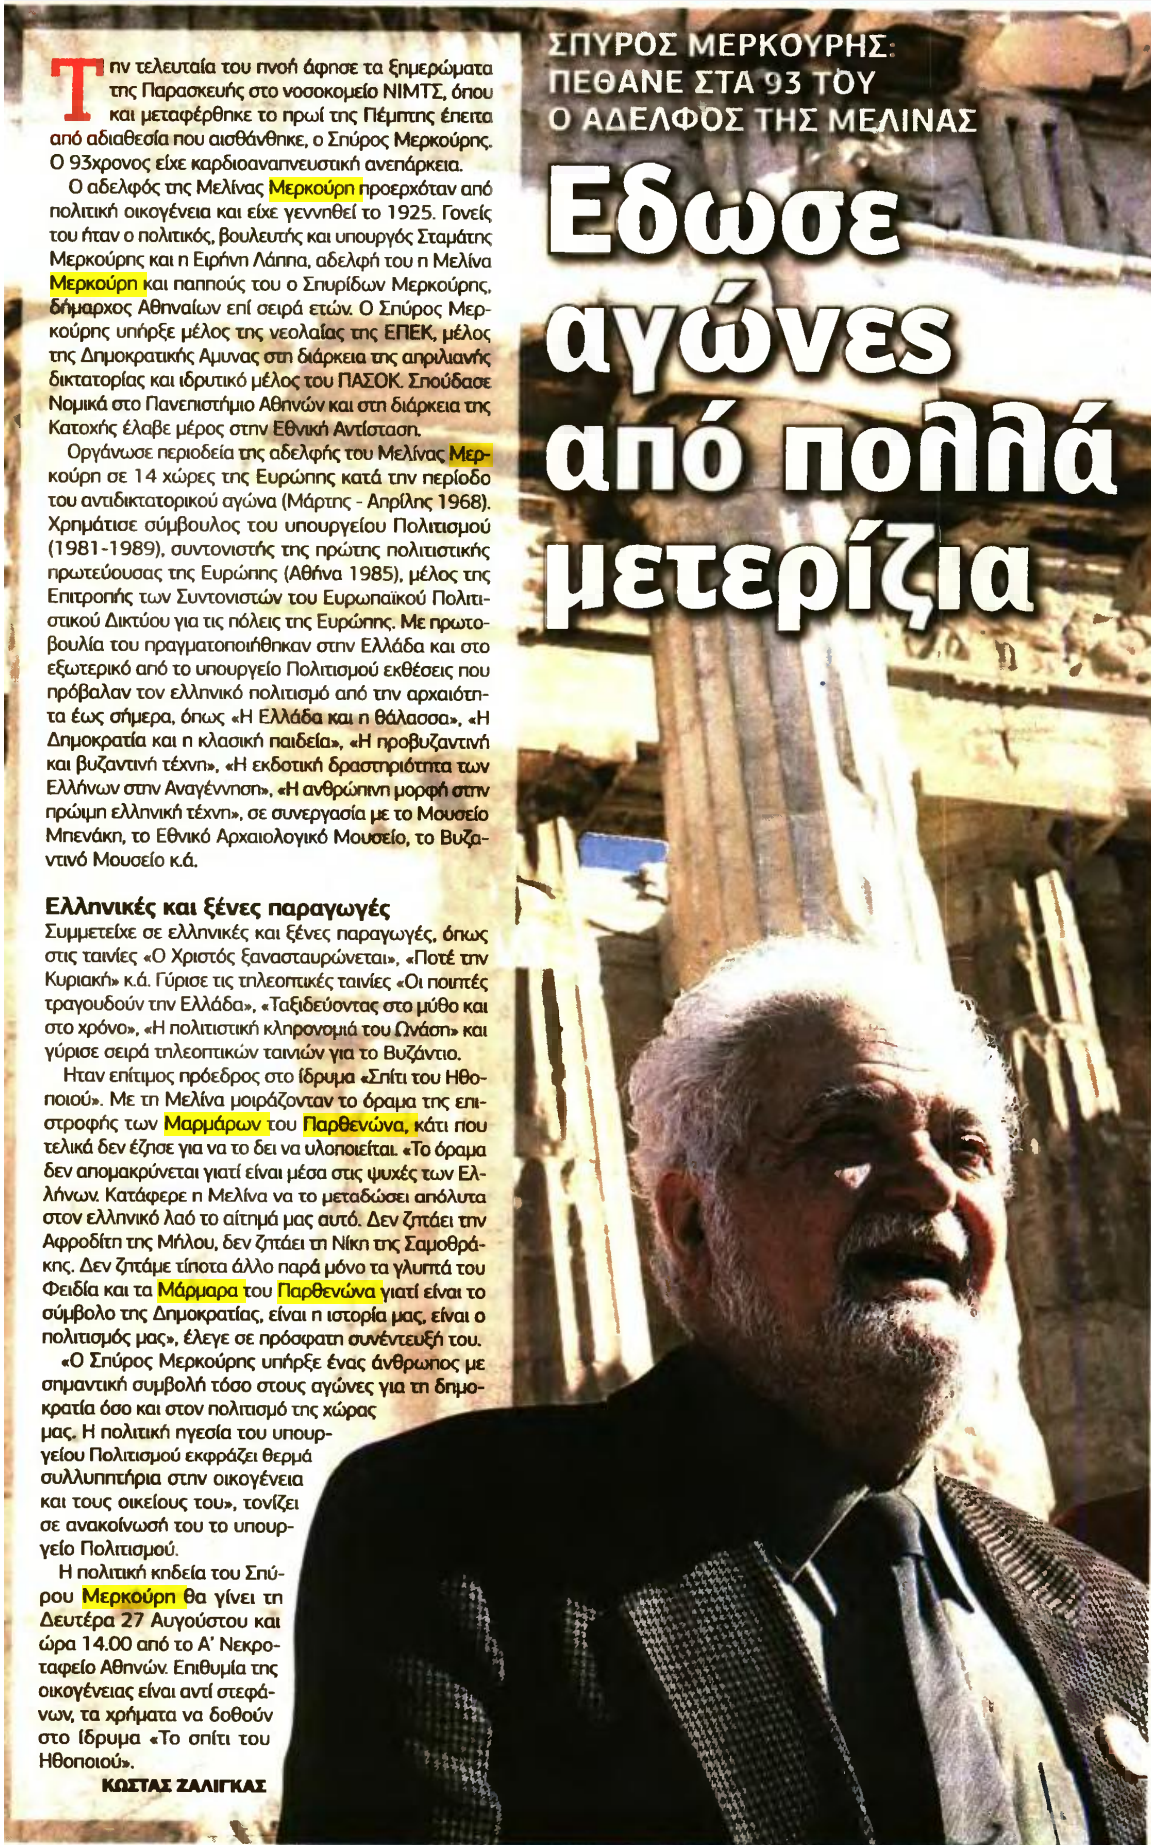 ΣΠΥΡΟΣ ΜΕΡΚΟΥΡΗΣ:
ΠΕΘΑΝΕ ΣΤΑ 93 ΤΟΥ
Ο ΑΔΕΛΦΟΣ ΤΗΣ ΜΕΛΙΝΑΣ
Εδωσε
αγώνες
από πολλά
μετερίζια
Την τελευταία του πνοή άφησε τα ξημερώματα
της Παρασκευής στο νοσοκομείο ΝΙΜΤΣ, όπου
και μεταφέρθηκε το πρωί της Πέμπτης έπειτα
από αδιαθεσία που αισθάνθηκε, ο Σπύρος Μερκούρης.
Ο 93χρονος είχε καρδιοαναπνευστική ανεπάρκεια.
Ο αδελφός της Μελίνας Μερκούρη προερχόταν από
πολιτική οικογένεια και είχε γεννηθεί το 1925. Γονείς
του ήταν ο πολιτικός, βουλευτής και υπουργός Σταμάτης
Μερκούρης και η Ειρήνη Λάππα, αδελφή του η Μελίνα
Μερκούρη και παππούς του ο Σπυρίδων Μερκούρης,
δήμαρχος Αθηναίων επί σειρά ετών. Ο Σπύρος Μερ-
κούρης υπήρξε μέλος της νεολαίας της ΕΠΕΚ, μέλος
της Δημοκρατικής Αμυνας στη διάρκεια της απριλιανής
δικτατορίας και ιδρυτικό μέλος του ΠΑΣΟΚ. Σπούδασε
Νομικά στο Πανεπιστήμιο Αθηνών και στη διάρκεια της
Κατοχής έλαβε μέρος στην Εθνική Αντίσταση.
Οργάνωσε περιοδεία της αδελφής του Μελίνας Μερ-
κούρη σε 14 χώρες της Ευρώπης κατά την περίοδο
του αντιδικτατορικού αγώνα (Μάρτης - Απρίλης 1968).
Χρημάτισε σύμβουλος του υπουργείου Πολιτισμού
(1981-1989), συντονιστής της πρώτης πολιτιστικής
πρωτεύουσας της Ευρώπης (Αθήνα 1985), μέλος της
Επιτροπής των Συντονιστών του Ευρωπαϊκού Πολιτι-
στικού Δικτύου για τις πόλεις της Ευρώπης. Με πρωτο-
βουλία του πραγματοποιήθηκαν στην Ελλάδα και στο
εξωτερικό από το υπουργείο Πολιτισμού εκθέσεις που
πρόβαλαν τον ελληνικό πολιτισμό από την αρχαιότη-
τα έως σήμερα, όπως «Η Ελλάδα και η θάλασσα», «Η
Δημοκρατία και η κλασική παιδεία», «Η προβυζαντινή
και βυζαντινή τέχνη», «Η εκδοτική δραστηριότητα των
Ελλήνων στην Αναγέννηση», «Η ανθρώπινη μορφή στην
πρώιμη ελληνική τέχνη», σε συνεργασία με το Μουσείο
Μπενάκη, το Εθνικό Αρχαιολογικό Μουσείο, το Βυζα-
ντινό Μουσείο κ.ά.
Ελληνικές και ξένες παραγωγές
Συμμετείχε σε ελληνικές και ξένες παραγωγές, όπως
στις ταινίες «Ο Χριστός ξανασταυρώνεται», «Ποτέ την
Κυριακή» κ.ά. Γύρισε τις τηλεοπτικές ταινίες «Οι ποιητές
τραγουδούν την Ελλάδα», «Ταξιδεύοντας στο μύθο και
στο χρόνο», «Η πολιτιστική κληρονομιά του Ωνάση» και
γύρισε σειρά τηλεοπτικών ταινιών για το Βυζάντιο.
Ηταν επίτιμος πρόεδρος στο ίδρυμα «Σπίτι του Ηθο-
ποιού». Με τη Μελίνα μοιράζονταν το όραμα της επι-
στροφής των Μαρμάρων του Παρθενώνα, κάτι που
τελικά δεν έζησε για να το δει να υλοποιείται. «Το όραμα
δεν απομακρύνεται γιατί είναι μέσα στις ψυχές των Ελ-
λήνων. Κατάφερε η Μελίνα να το μεταδώσει απόλυτα
στον ελληνικό λαό το αίτημά μας αυτό. Δεν ζητάει την
Αφροδίτη της Μήλου, δεν ζητάει τη Νίκη της Σαμοθρά-
κης. Δεν ζητάμε τίποτα άλλο παρά μόνο τα γλυπτά του
Φειδία και τα Μάρμαρα του Παρθενώνα γιατί είναι το
σύμβολο της Δημοκρατίας, είναι η ιστορία μας, είναι ο
πολιτισμός μας», έλεγε σε πρόσφατη συνέντευξή του.
«Ο Σπύρος Μερκούρης υπήρξε ένας άνθρωπος με
σημαντική συμβολή τόσο στους αγώνες για τη δημο-
κρατία όσο και στον πολιτισμό της χώρας
μας. Η πολιτική ηγεσία του υπουρ-
γείου Πολιτισμού εκφράζει θερμά
συλλυπητήρια στην οικογένεια
και τους οικείους του», τονίζει
σε ανακοίνωσή του το υπουρ-
γείο Πολιτισμού.
Η πολιτική κηδεία του Σπύ-
ρου Μερκούρη θα γίνει τη
Δευτέρα 27 Αυγούστου και
ώρα 14.00 από το Α' Νεκρο-
ταφείο Αθηνών. Επιθυμία της
οικογένειας είναι αντί στεφά-
νων, τα χρήματα να δοθούν
στο ίδρυμα «Το σπίτι του
Ηθοποιού».
ΚΩΣΤΑΣ ΖΑΛΙΓΚΑΣ